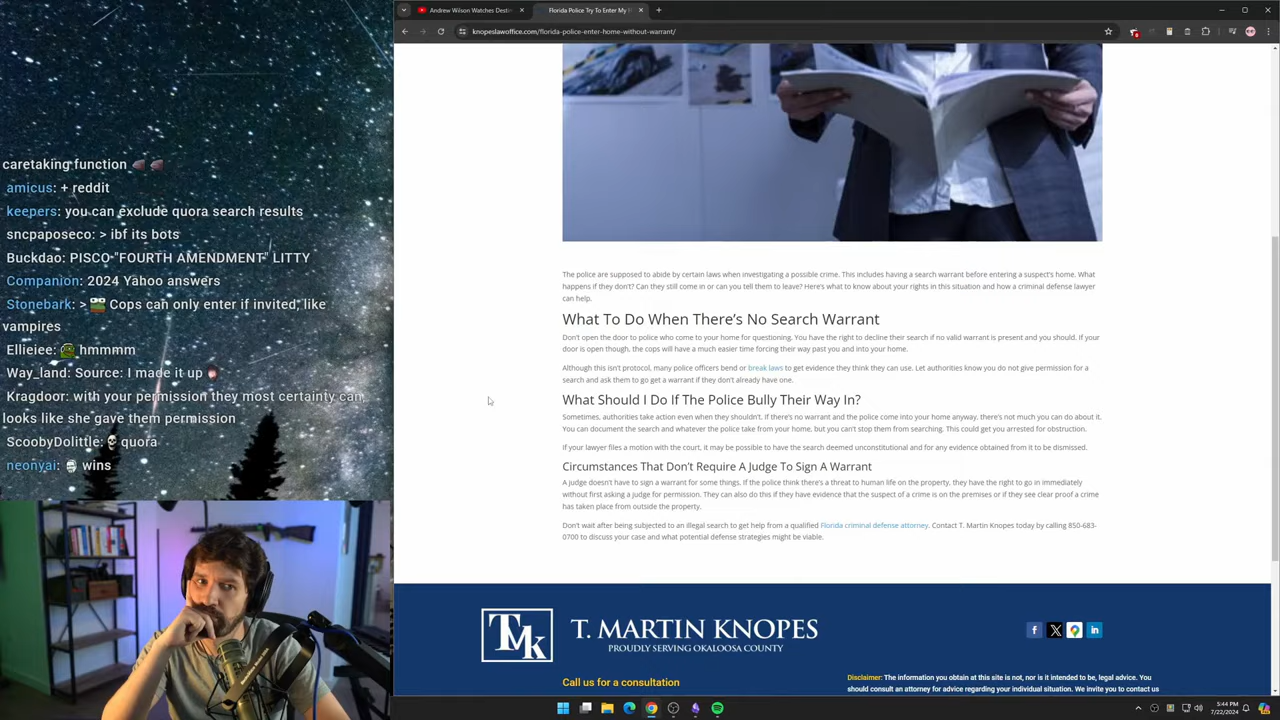 Andrew Wilson Watches Desti
Florida Police Try To Enter My
knopeslawoffice.com/florida-police-enter-home-without-warrant/
caretaking function
amicus: + reddit
keepers: you can exclude quora search results
sncpaposeco: > ibf its bots
Buckdao: PISCO "FOURTH AMENDMENT" LITTY
: 2024 Yahoo answers
Stonebark: > Cops can only enter if invited, like
vampires
Ellieiee: hmmmm
Way_land: Source: I made it up
Kragdon: with your permission they most certainty can,
whats confusing about this
ScoobyDolittle: quora
neonyai: wins
The police are supposed to abide by certain laws when investigating a possible crime. This includes having a search warrant before entering a suspect's home. What
happens if they don't? Can they still come in or can you tell them to leave? Here's what to know about your rights in this situation and how a criminal defense lawyer
can help.
What To Do When There's No Search Warrant
Don't open the door to police who come to your home for questioning. You have the right to decline their search if no valid warrant is present and you should. If your
door is open though, the cops will have a much easier time forcing their way past you and into your home.
Although this isn't protocol, many police officers bend or break laws to get evidence they think they can use. Let authorities know you do not give permission for a
search and ask them to go get a warrant if they don't already have one.
What Should I Do If The Police Bully Their Way In?
Sometimes, authorities take action even when they shouldn't. If there's no warrant and the police come into your home anyway, there's not much you can do about it.
You can document the search and whatever the police take from your home, but you can't stop them from searching. This could get you arrested for obstruction.
If your lawyer files a motion with the court, it may be possible to have the search deemed unconstitutional and for any evidence obtained from it to be dismissed.
Circumstances That Don't Require A Judge To Sign A Warrant
A judge doesn't have to sign a warrant for some things. If the police think there's a threat to human life on the property, they have the right to go in immediately
without first asking a judge for permission. They can also do this if they have evidence that the suspect of a crime is on the premises or if they see clear proof a crime
has taken place from outside the property.
Don't wait after being subjected to an illegal search to get help from a qualified Florida criminal defense attorney. Contact T. Martin Knopes today by calling 850-683-
0700 to discuss your case and what potential defense strategies might be viable.
TMK
T. MARTIN KNOPES
PROUDLY SERVING OKALOOSA COUNTY
Call us for a consultation
Disclaimer: The information you obtain at this site is not, nor is it intended to be, legal advice. You
should consult an attorney for advice regarding your individual situation. We invite you to contact us
5:44 PM
7/22/2024